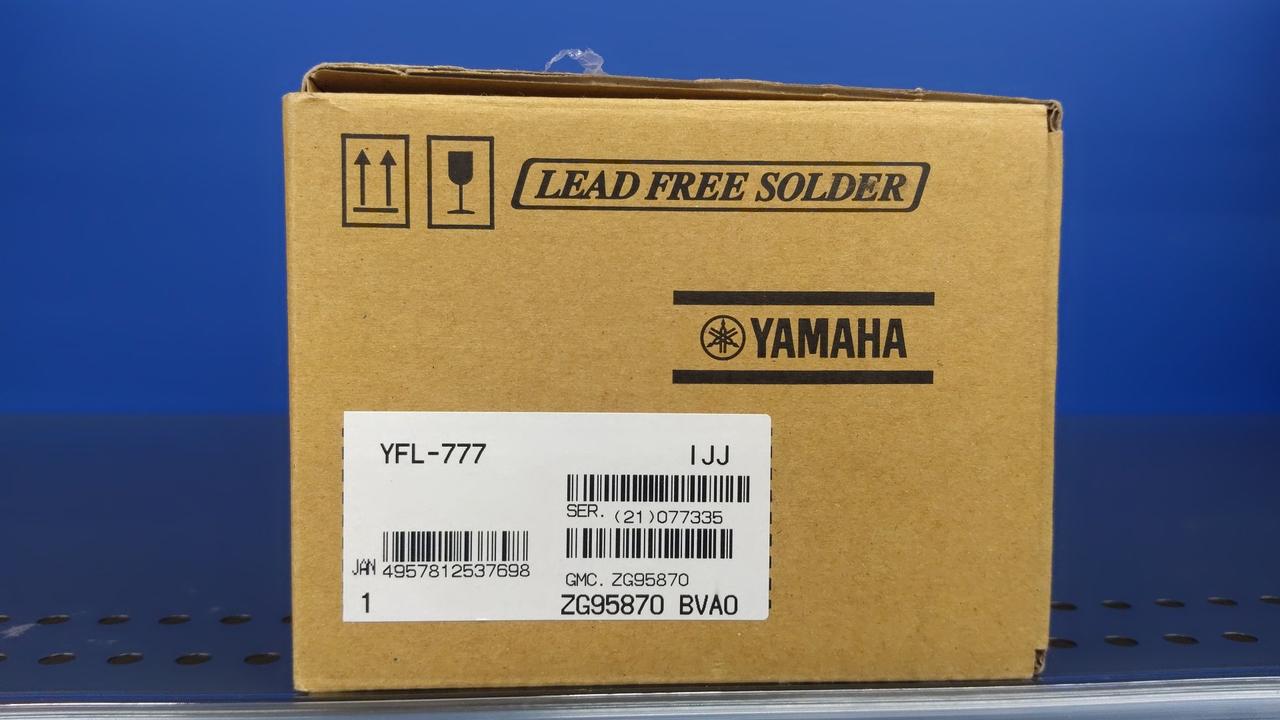 LEAD FREE SOLDER
YAMAHA
YFL-777
IJJ
SER. (21)077335
JAN 4957812537698
GMC. ZG95870
1
ZG95870 BVA0